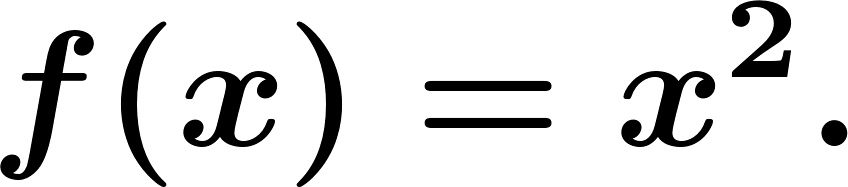 f(x) = x².